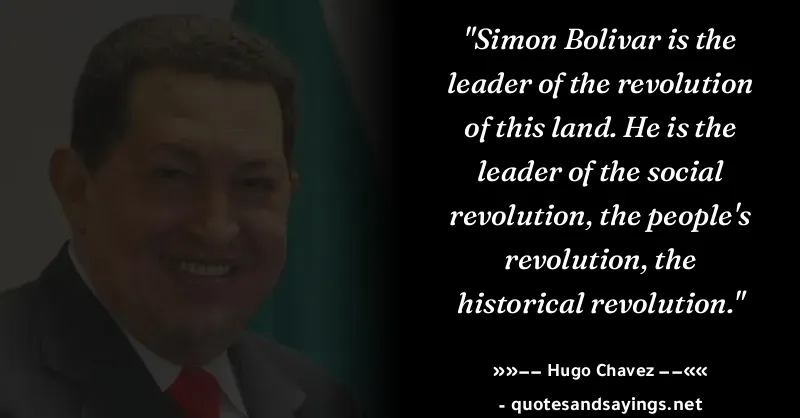 "Simon Bolivar is the
leader of the revolution
of this land. He is the
leader of the social
revolution, the people's
revolution, the
historical revolution."
»»−− Hugo Chavez −−««
- quotesandsayings.net